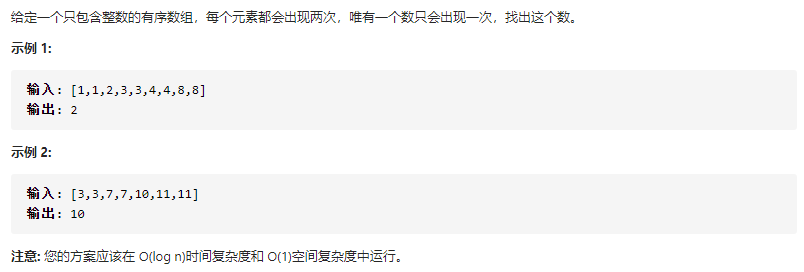 给定一个只包含整数的有序数组，每个元素都会出现两次，唯有一个数只会出现一次，找出这个数。
示例 1:
输入: [1,1,2,3,3,4,4,8,8]
输出: 2
示例 2:
输入: [3,3,7,7,10,11,11]
输出: 10
注意: 您的方案应该在 O(log n)时间复杂度和 O(1)空间复杂度中运行。